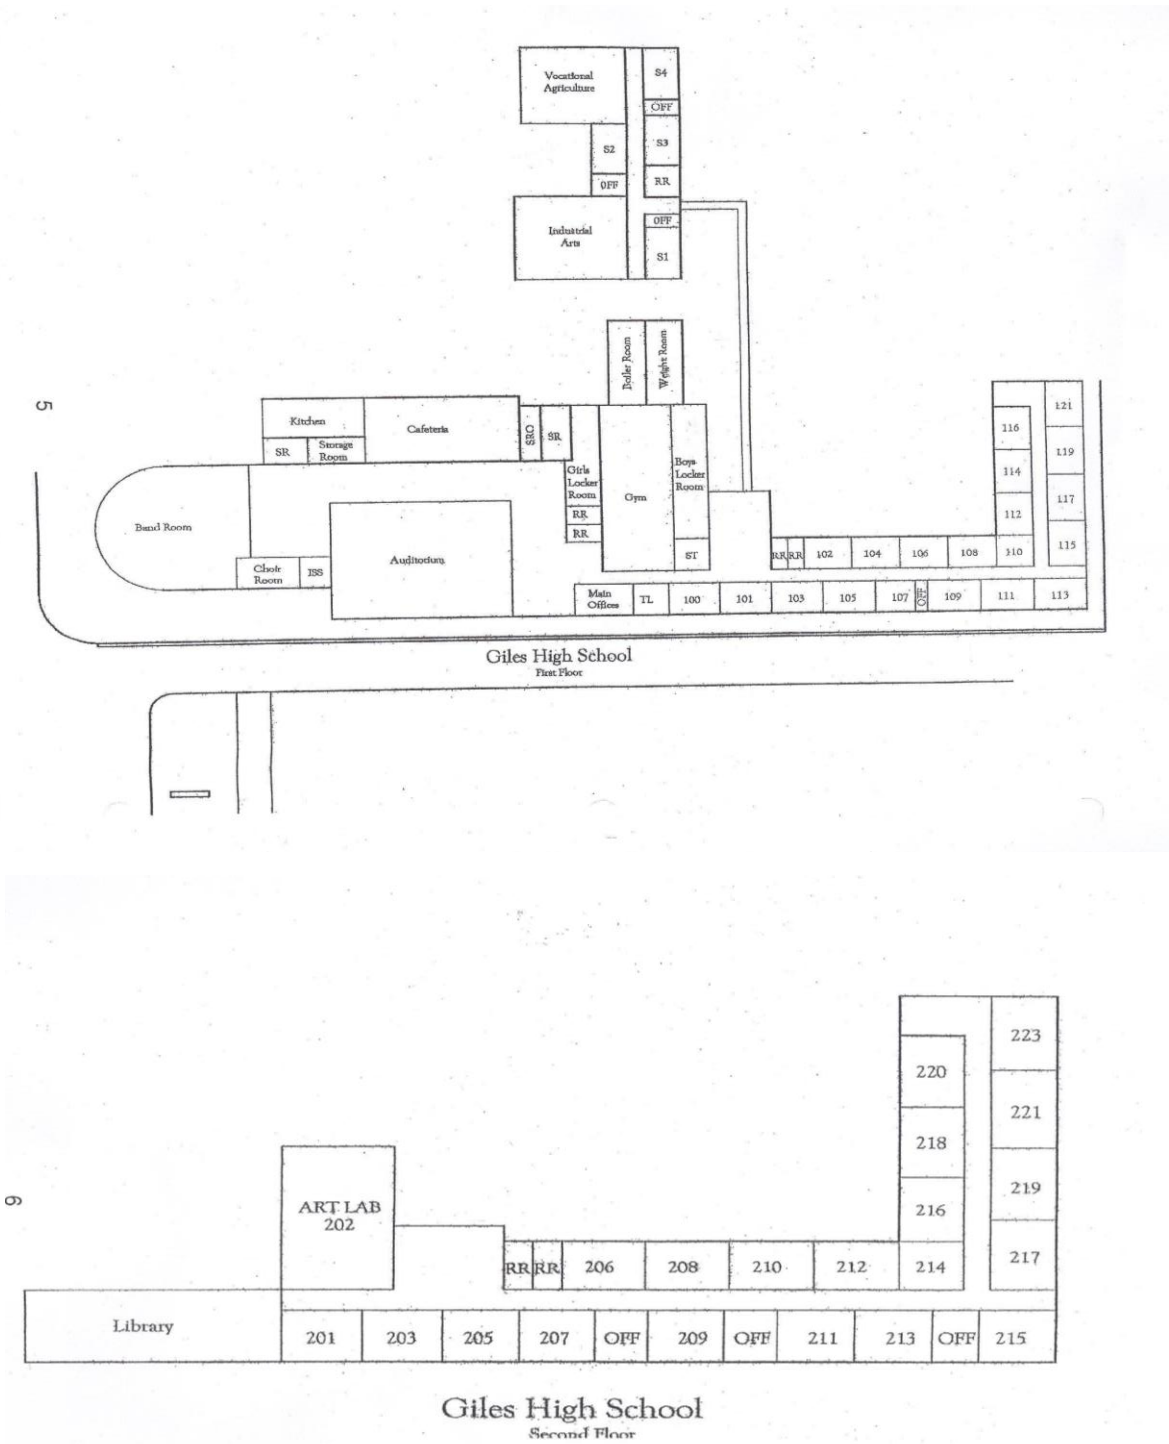 Vocational
Agriculture
S4
OFF
S2
S3
OFF
RR
Industrial
Arts
OFF
S1
Boiler Room
Weight Room
5
Kitchen
Cafeteria
SR
Storage
Room
SRO
SR
Girls
Locker
Room
RR
RR
Gym
Boys
Locker
Room
ST
Band Room
Choir
Room
ISS
Auditorium
121
116
119
114
117
112
115
RR RR 102 104 106 108 110
Main
Offices
TL 100 101 103 105 107 OFF 109 111 113
Giles High School
First Floor
223
220
221
218
6
ART LAB
202
219
216
217
RR RR 206 208 210 212 214
Library
201 203 205 207 OFF 209 OFF 211 213 OFF 215
Giles High School
Second Floor